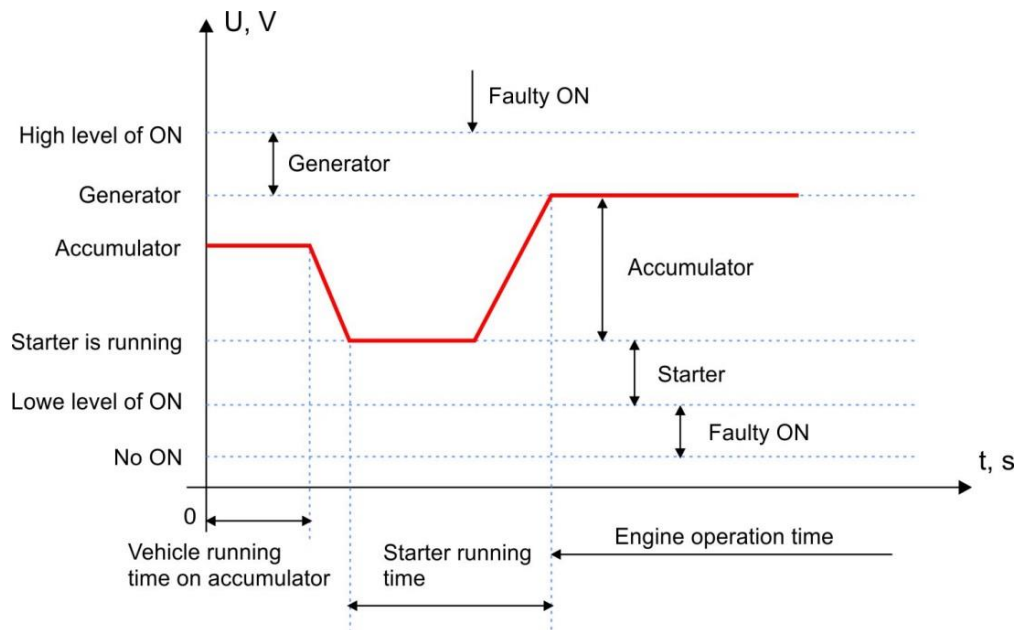 U, V
Faulty ON
High level of ON
Generator
Generator
Accumulator
Accumulator
Starter is running
Starter
Lowe level of ON
Faulty ON
No ON
t, s
0
Vehicle running
time on accumulator
Starter running
time
Engine operation time